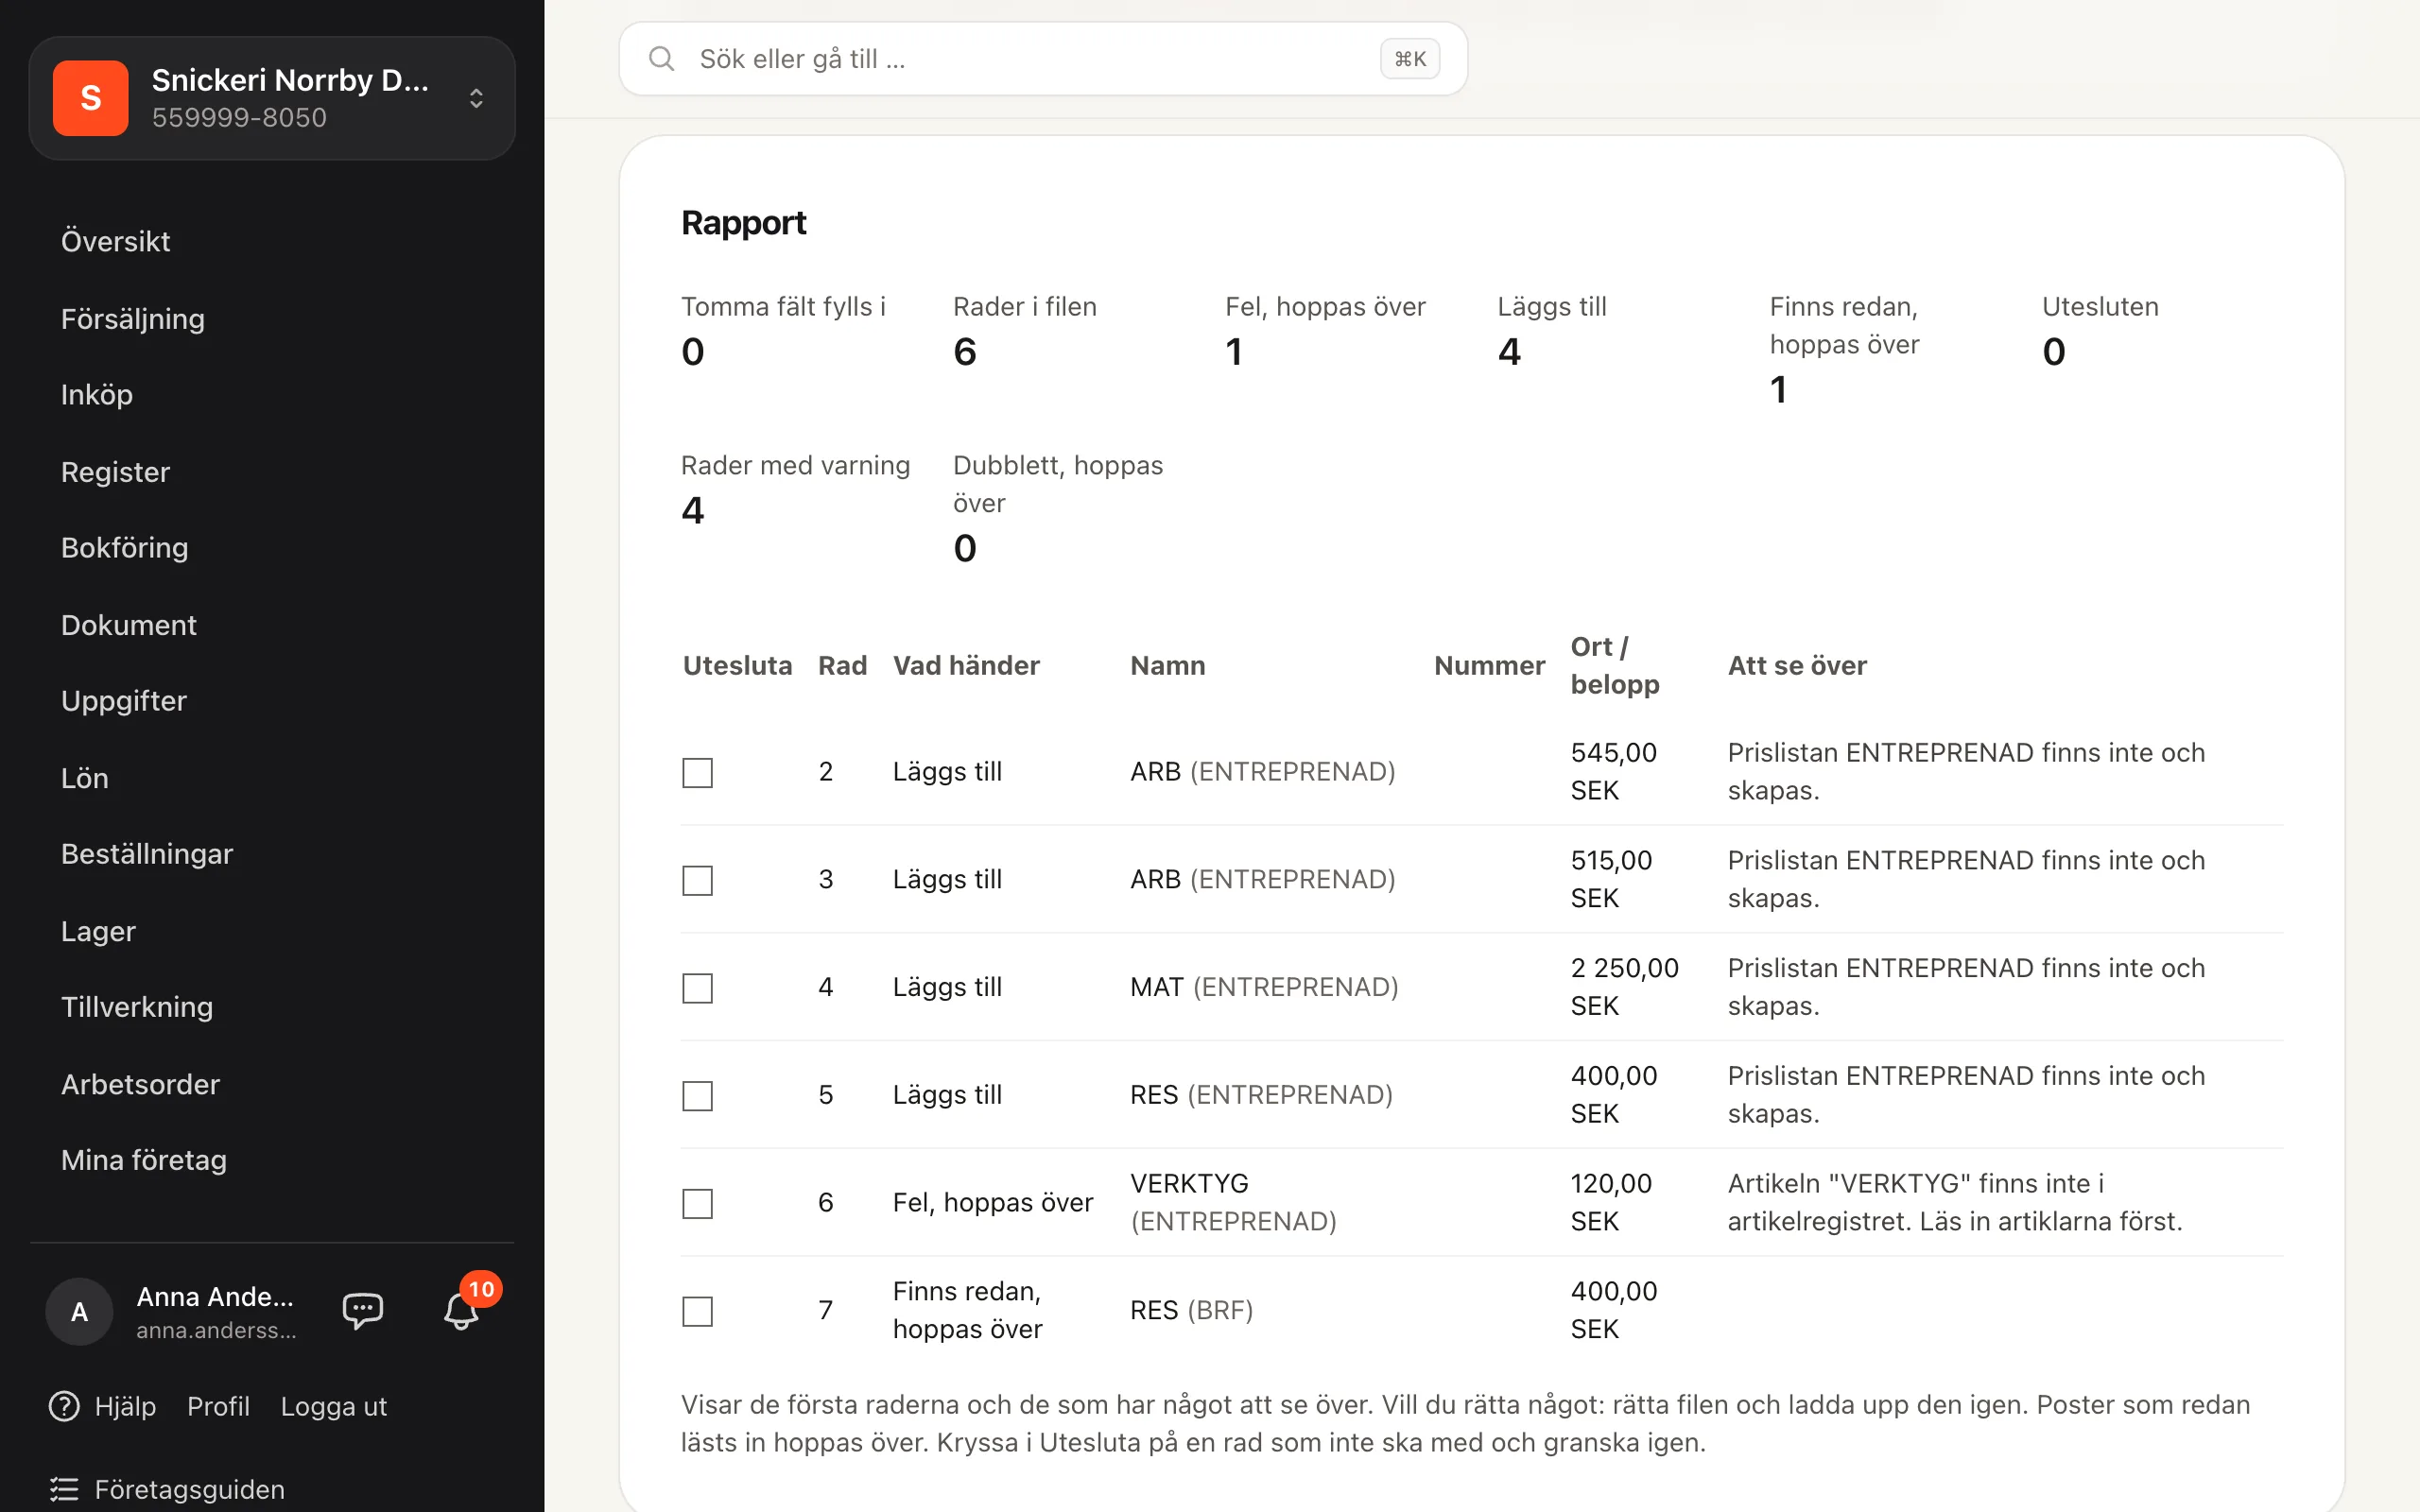 S
Snickeri Norrby D...
559999-8050
Översikt
Försäljning
Inköp
Register
Bokföring
Dokument
Uppgifter
Lön
Beställningar
Lager
Tillverkning
Arbetsorder
Mina företag
A
Anna Ande...
anna.anderss...
10
Hjälp
Profil
Logga ut
Företagsguiden
Sök eller gå till ...
⌘K
Rapport
Tomma fält fylls i
0
Rader i filen
6
Fel, hoppas över
1
Läggs till
4
Finns redan,
hoppas över
1
Utesluten
0
Rader med varning
4
Dubblett, hoppas
över
0
Utesluta Rad Vad händer Namn Nummer Ort /
belopp Att se över
2 Läggs till ARB (ENTREPRENAD) 545,00
SEK Prislistan ENTREPRENAD finns inte och
skapas.
3 Läggs till ARB (ENTREPRENAD) 515,00
SEK Prislistan ENTREPRENAD finns inte och
skapas.
4 Läggs till MAT (ENTREPRENAD) 2 250,00
SEK Prislistan ENTREPRENAD finns inte och
skapas.
5 Läggs till RES (ENTREPRENAD) 400,00
SEK Prislistan ENTREPRENAD finns inte och
skapas.
6 Fel, hoppas över VERKTYG
(ENTREPRENAD) 120,00
SEK Artikeln "VERKTYG" finns inte i
artikelregistret. Läs in artiklarna först.
7 Finns redan,
hoppas över RES (BRF) 400,00
SEK
Visar de första raderna och de som har något att se över. Vill du rätta något: rätta filen och ladda upp den igen. Poster som redan
lästs in hoppas över. Kryssa i Utesluta på en rad som inte ska med och granska igen.